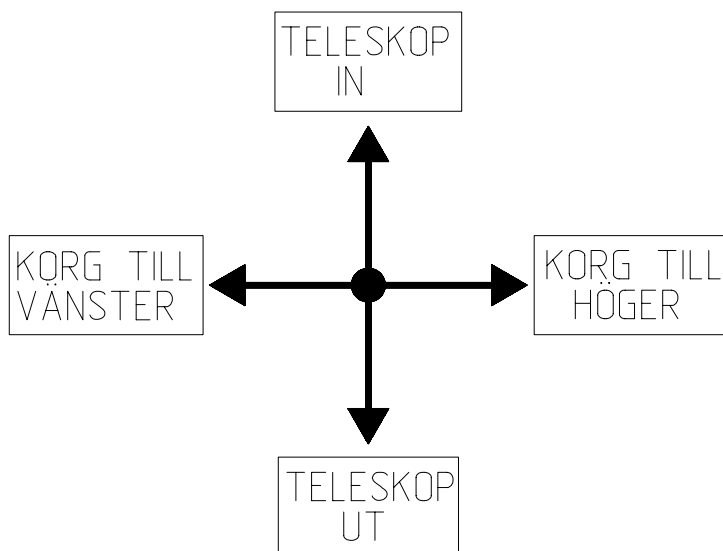 TELESKOP
IN
KORG TILL
VÄNSTER
KORG TILL
HÖGER
TELESKOP
UT